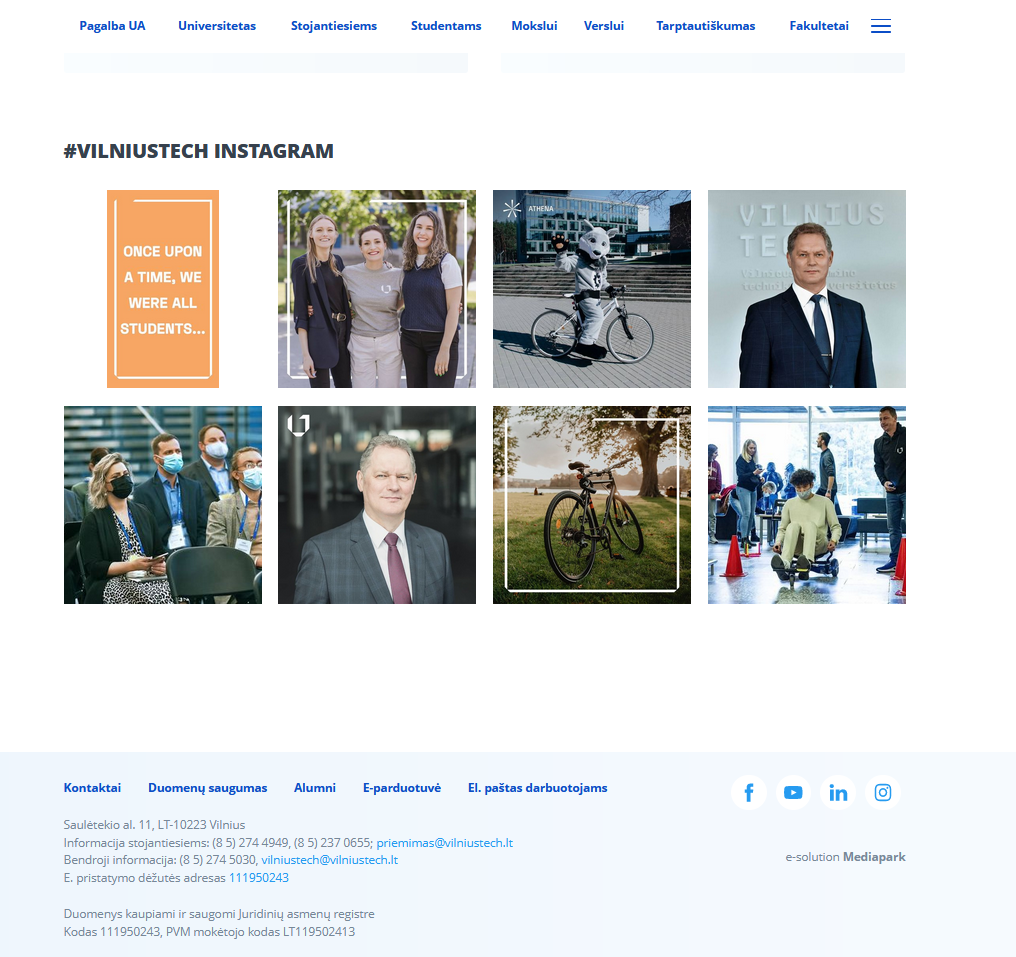 Pagalba UA Universitetas Stojantiesiems Studentams Mokslui Verslui Tarptautiškumas Fakultetai
#VILNIUSTECH INSTAGRAM
ONCE UPON
A TIME, WE
WERE ALL
STUDENTS...
ATHENA
VILNIUS
TECH
Kontaktai Duomenų saugumas Alumni E-parduotuvė El. paštas darbuotojams
Saulėtekio al. 11, LT-10223 Vilnius
Informacija stojantiesiems: (8 5) 274 4949, (8 5) 237 0655; priemimas@vilniustech.lt
Bendroji informacija: (8 5) 274 5030, vilniustech@vilniustech.lt
E. pristatymo dėžutės adresas 111950243
e-solution Mediapark
Duomenys kaupiami ir saugomi Juridinių asmenų registre
Kodas 111950243, PVM mokėtojo kodas LT119502413